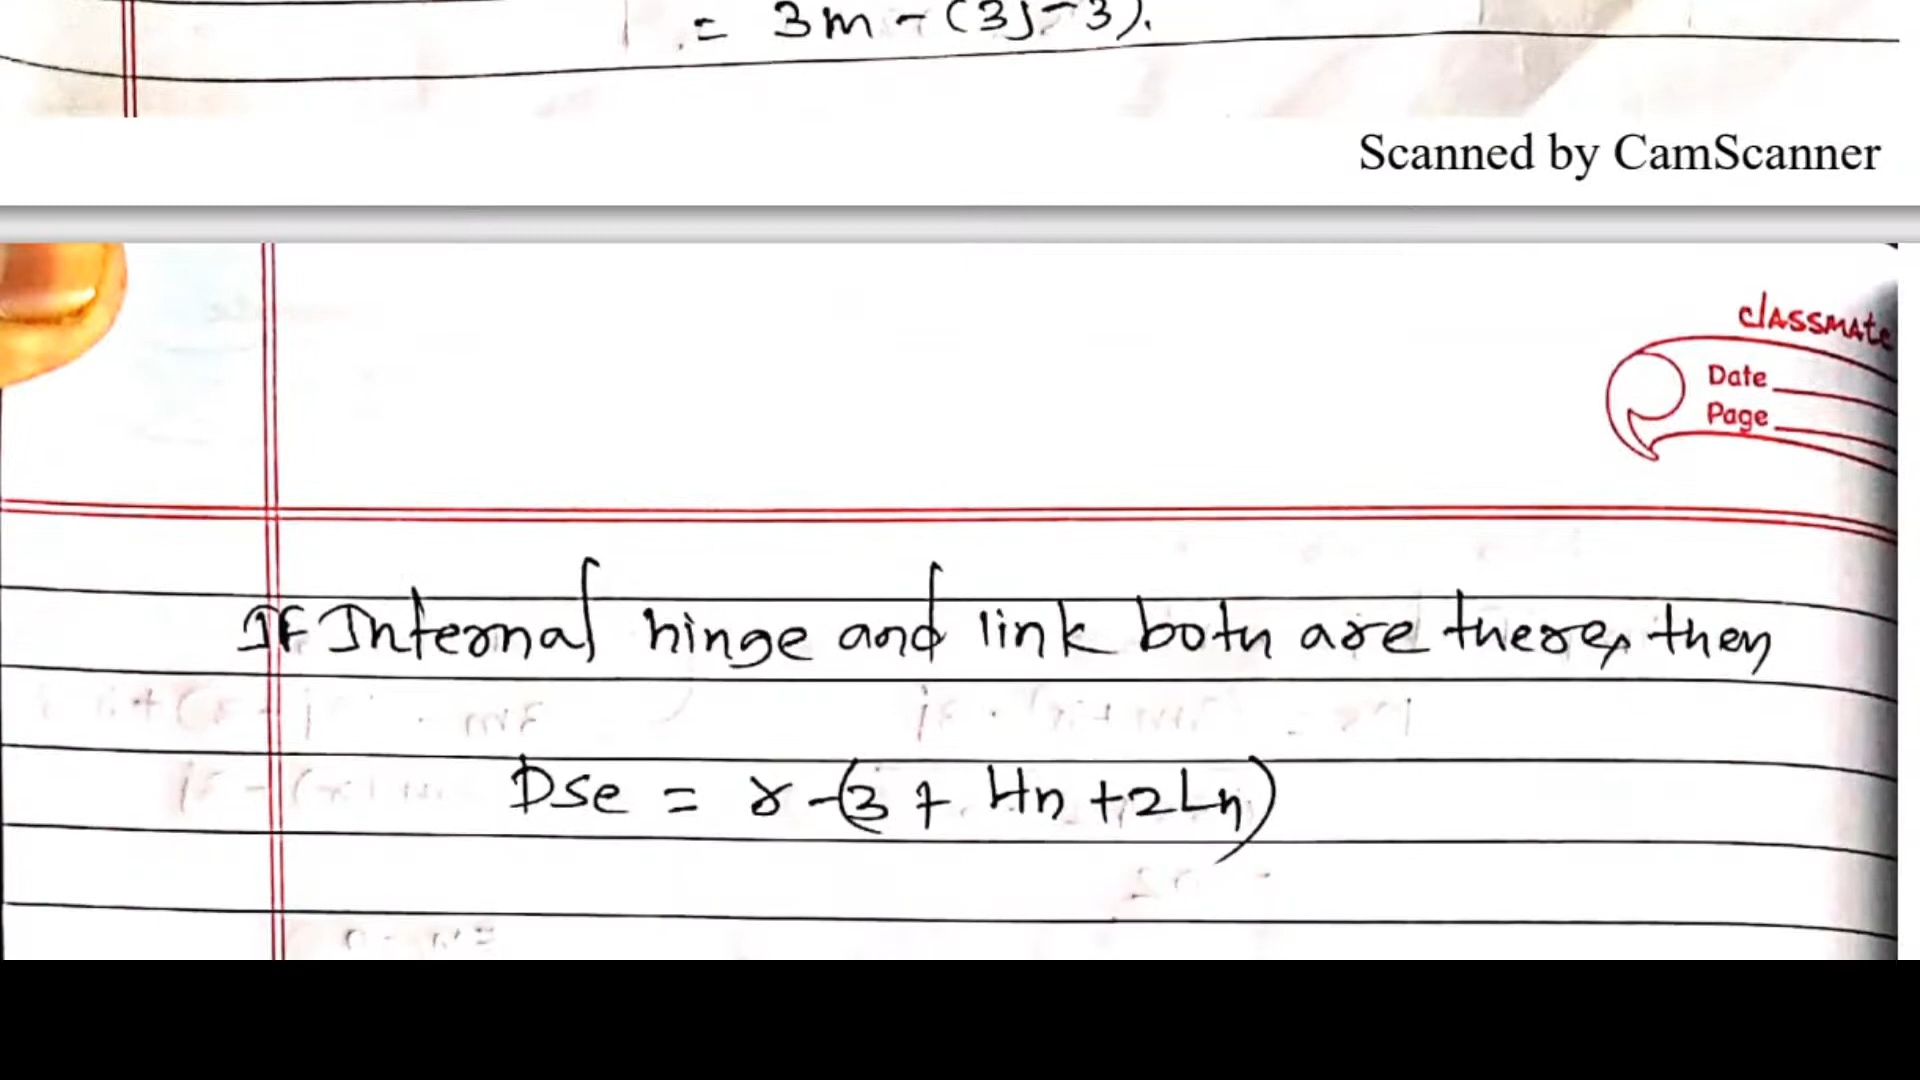 = 3m - (3j-3).
Scanned by CamScanner
classmate
Date
Page
If Internal hinge and link both are there, then
Dse = r - (3 + Hn + 2Ln)